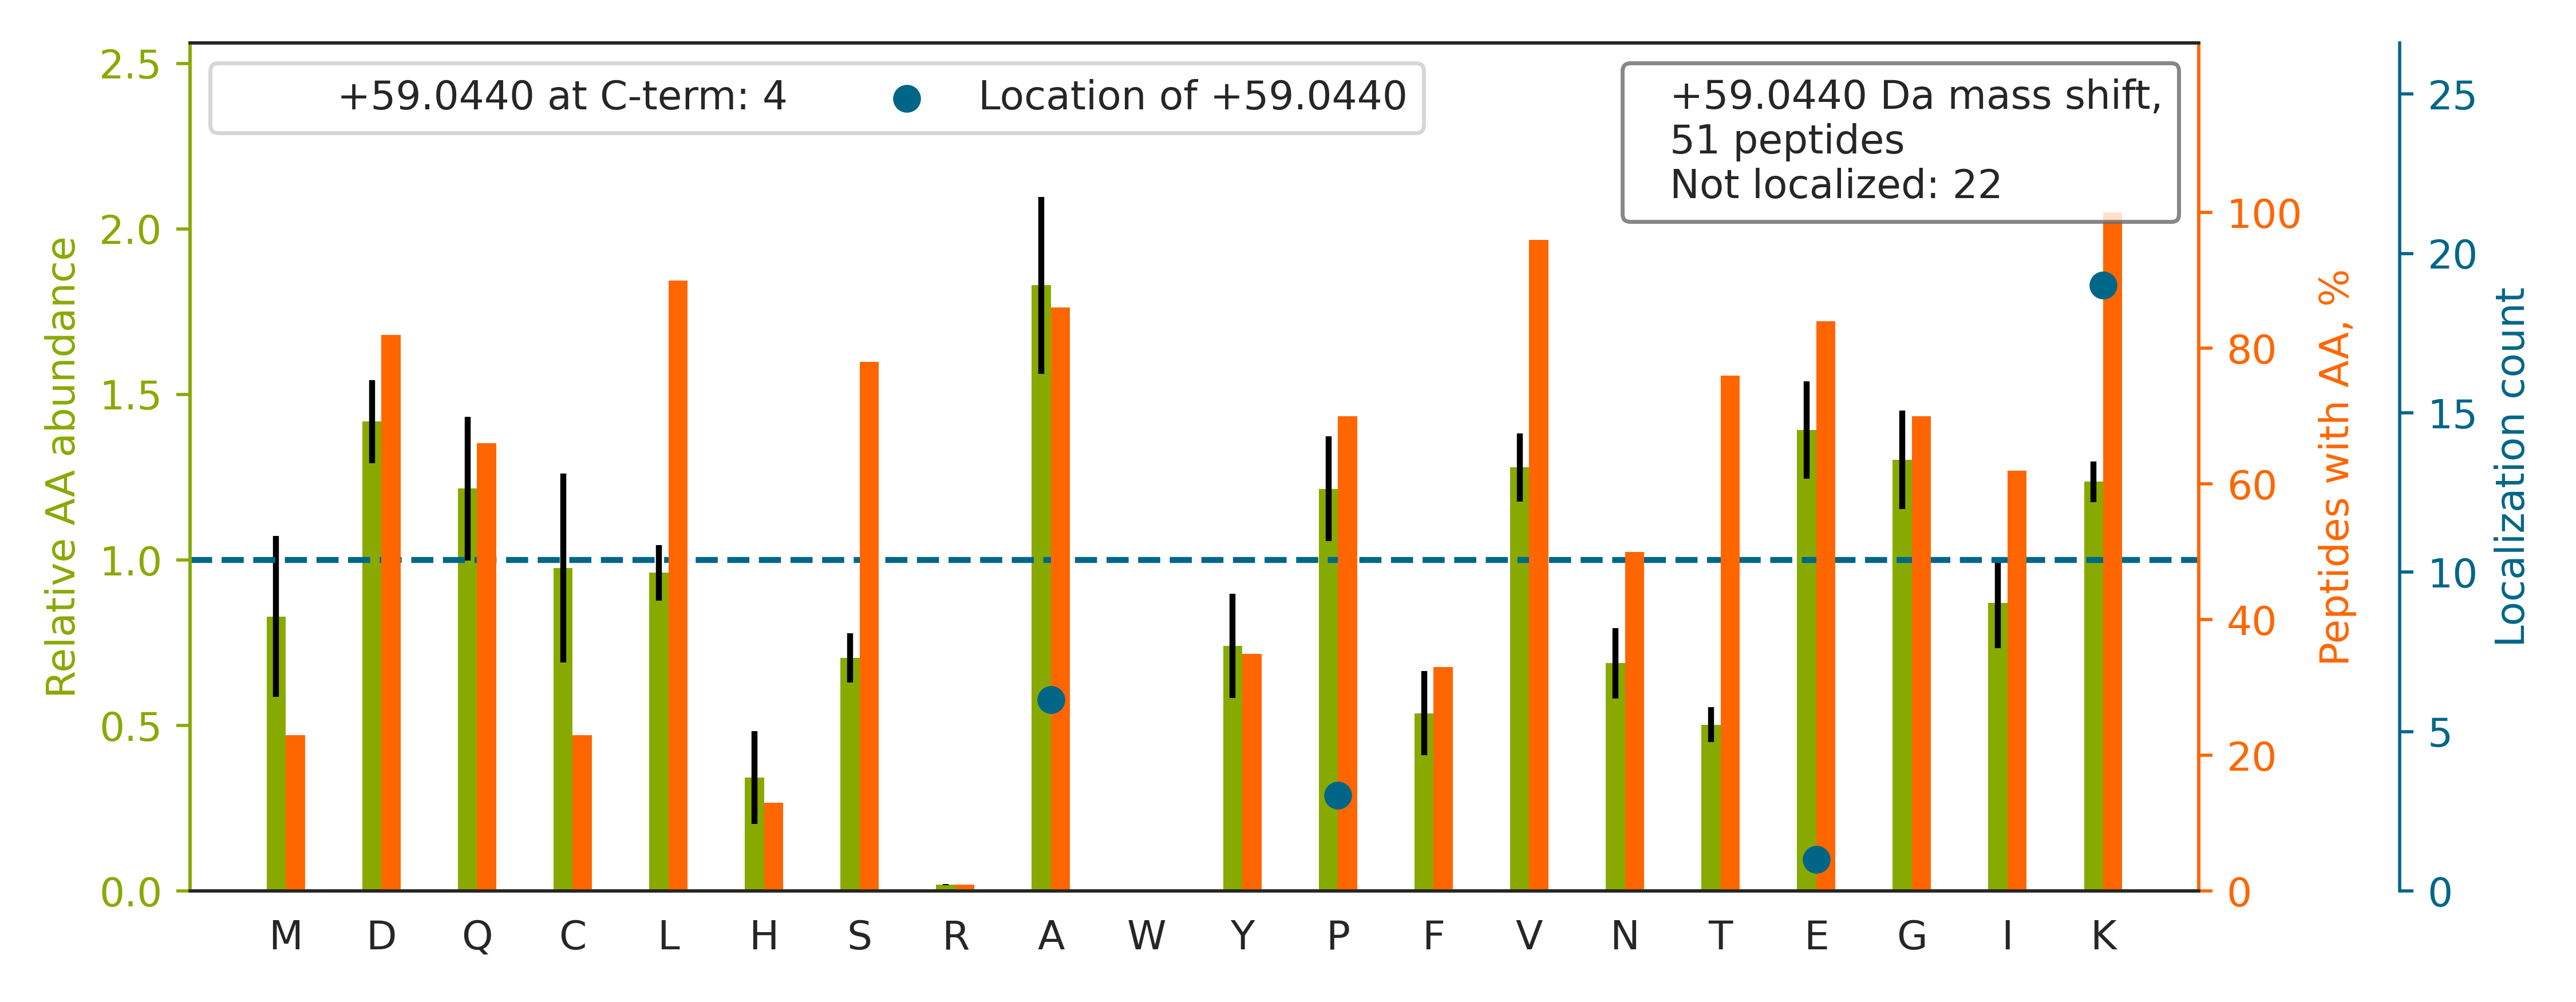 +59.0440 at C-term: 4
Location of +59.0440
+59.0440 Da mass shift,
51 peptides
Not localized: 22
Relative AA abundance
2.5
2.0
1.5
1.0
0.5
0.0
M D Q C L H S R A W Y P F V N T E G I K
100
80
60
40
20
0
Peptides with AA, %
25
20
15
10
5
0
Localization count